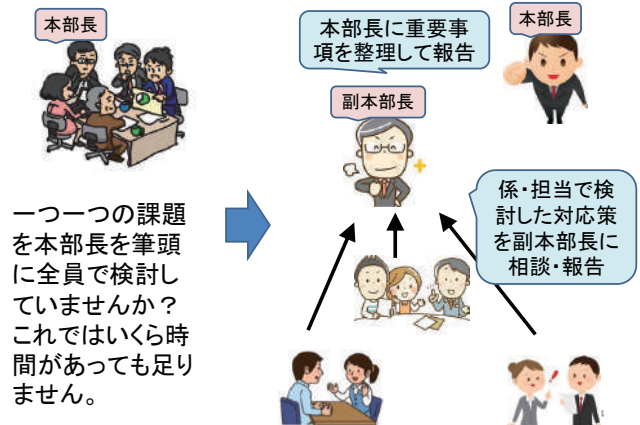 本部長
一つ一つの課題
を本部長を筆頭
に全員で検討し
ていませんか？
これではいくら時
間があっても足り
ません。
本部長に重要事
項を整理して報告
本部長
副本部長
係・担当で検
討した対応策
を副本部長に
相談・報告